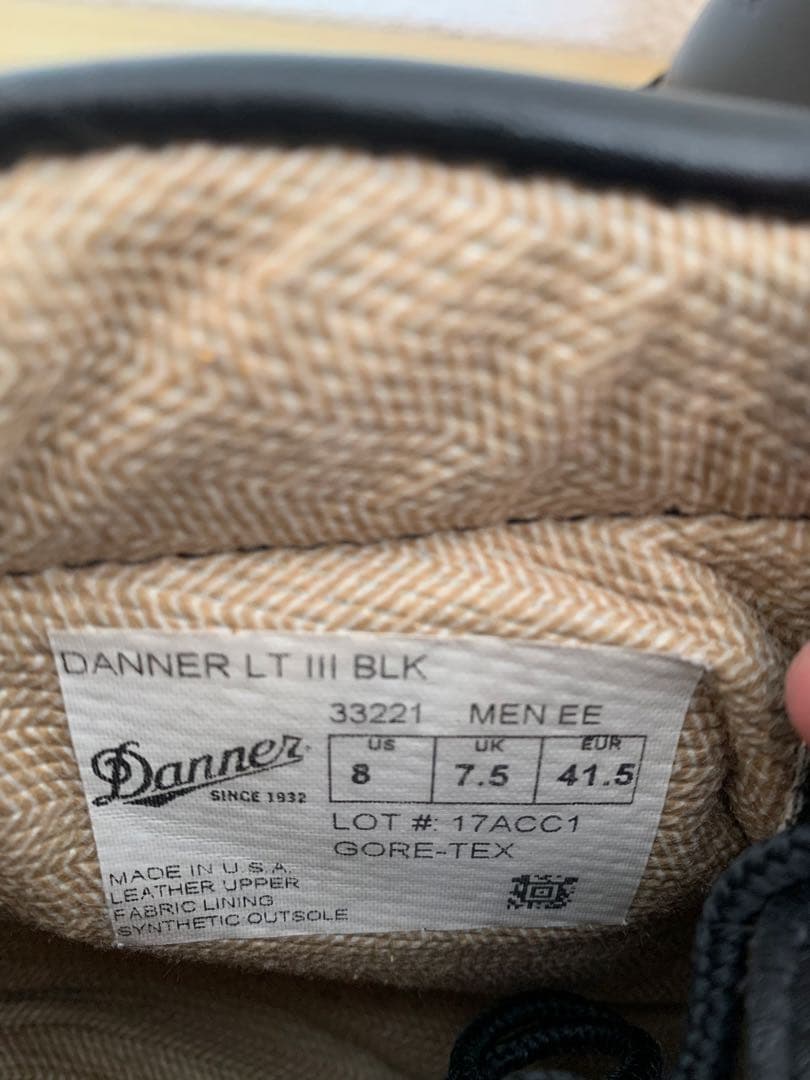 DANNER LT III BLK
33221 MEN EE
Danner
SINCE 1932
US UK EUR
8 7.5 41.5
LOT #: 17ACC1
GORE-TEX
MADE IN U.S.A.
LEATHER UPPER
FABRIC LINING
SYNTHETIC OUTSOLE